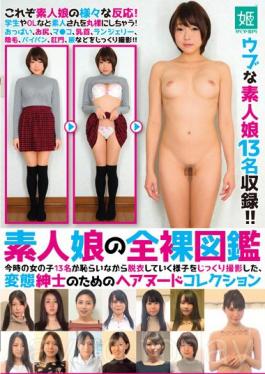 これぞ素人娘の様々な反応!
学生やOLなど素人さんを丸裸にしちゃう!
おっぱい、お尻、マ●コ、乳首、ランジェリー、
陰毛、パイパン、肛門、腋などをじっくり撮影!!
姫
ウブな素人娘13名収録!!
素人娘の全裸図鑑
今時の女の子13名が恥らいながら脱衣していく様子をじっくり撮影した、
変態紳士のためのヘアヌードコレクション